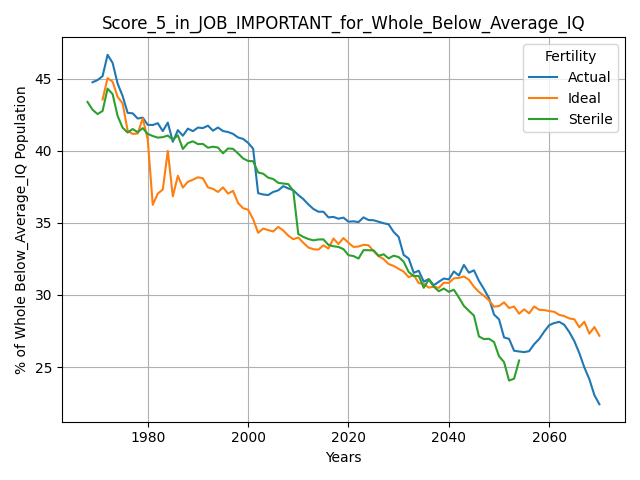 Score_5_in_JOB_IMPORTANT_for_Whole_Below_Average_IQ
% of Whole Below_Average_IQ Population
45
40
35
30
25
Fertility
Actual
Ideal
Sterile
1980
2000
2020
2040
2060
Years